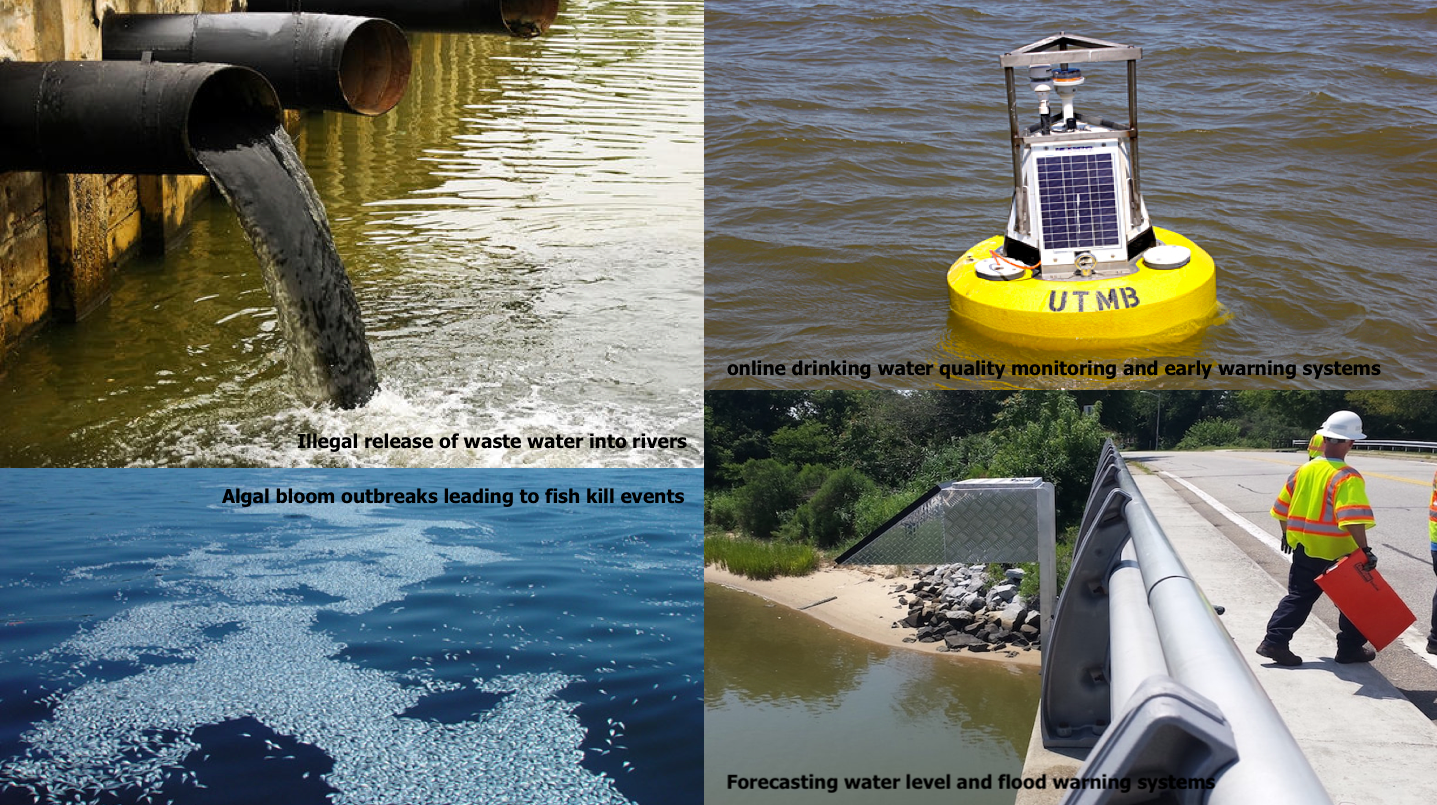 Illegal release of waste water into rivers
UTMB
online drinking water quality monitoring and early warning systems
Algal bloom outbreaks leading to fish kill events
Forecasting water level and flood warning systems